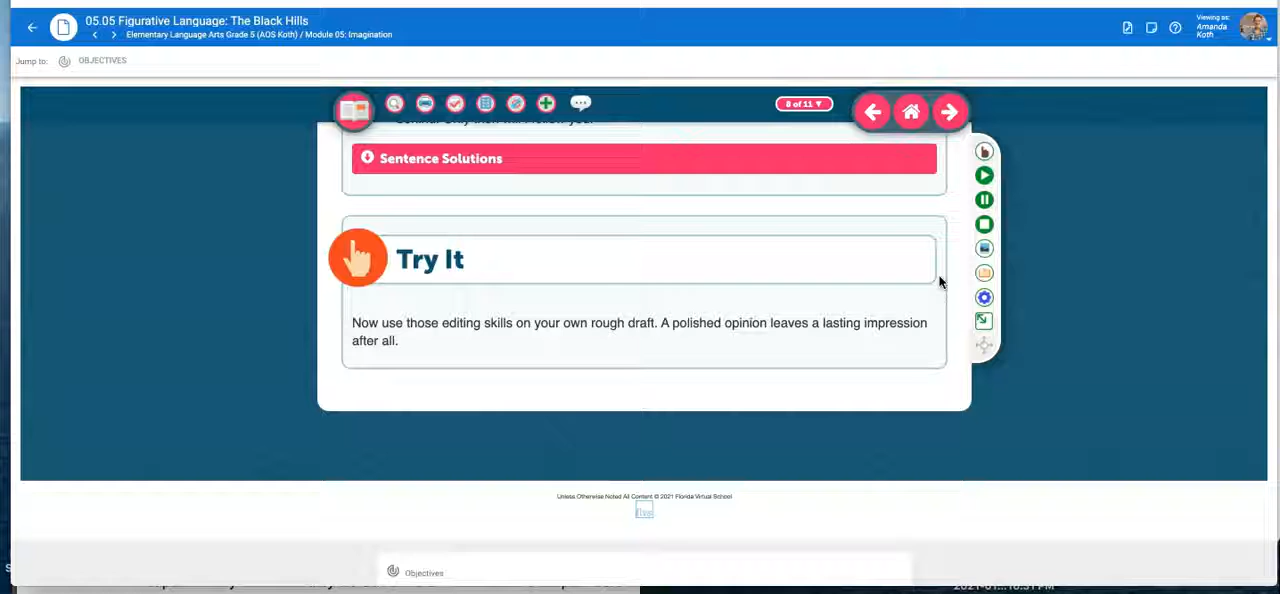 05.05 Figurative Language: The Black Hills
Elementary Language Arts Grade 5 (AOS Koth) / Module 05: Imagination
Viewing as:
Amanda
Koth
Jump to:
OBJECTIVES
8 of 11 ▼
Sentence Solutions
Try It
Now use those editing skills on your own rough draft. A polished opinion leaves a lasting impression
after all.
Unless Otherwise Noted All Content © 2021 Florida Virtual School
flvs
Objectives